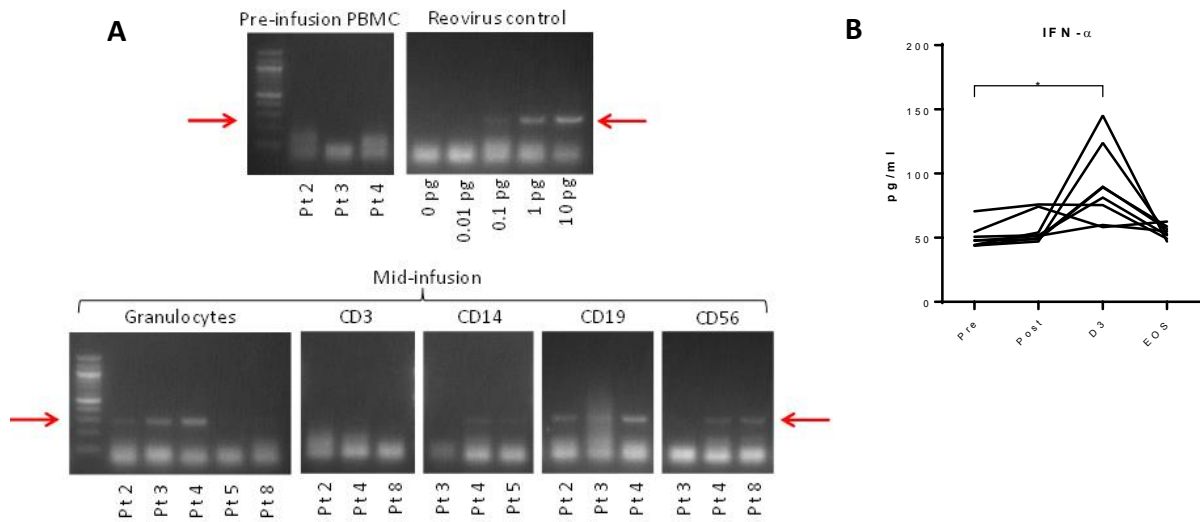 A
Pre-infusion PBMC
Reovirus control
Pt 2
Pt 3
Pt 4
0 pg
0.01 pg
0.1 pg
1 pg
10 pg
Mid-infusion
Granulocytes
CD3
CD14
CD19
CD56
Pt 2
Pt 3
Pt 4
Pt 5
Pt 8
Pt 2
Pt 4
Pt 8
Pt 3
Pt 4
Pt 5
Pt 2
Pt 3
Pt 4
Pt 3
Pt 4
Pt 8
B
IFN-α
200
150
100
50
0
pg/ml
*
Pre
Post
D3
EOS